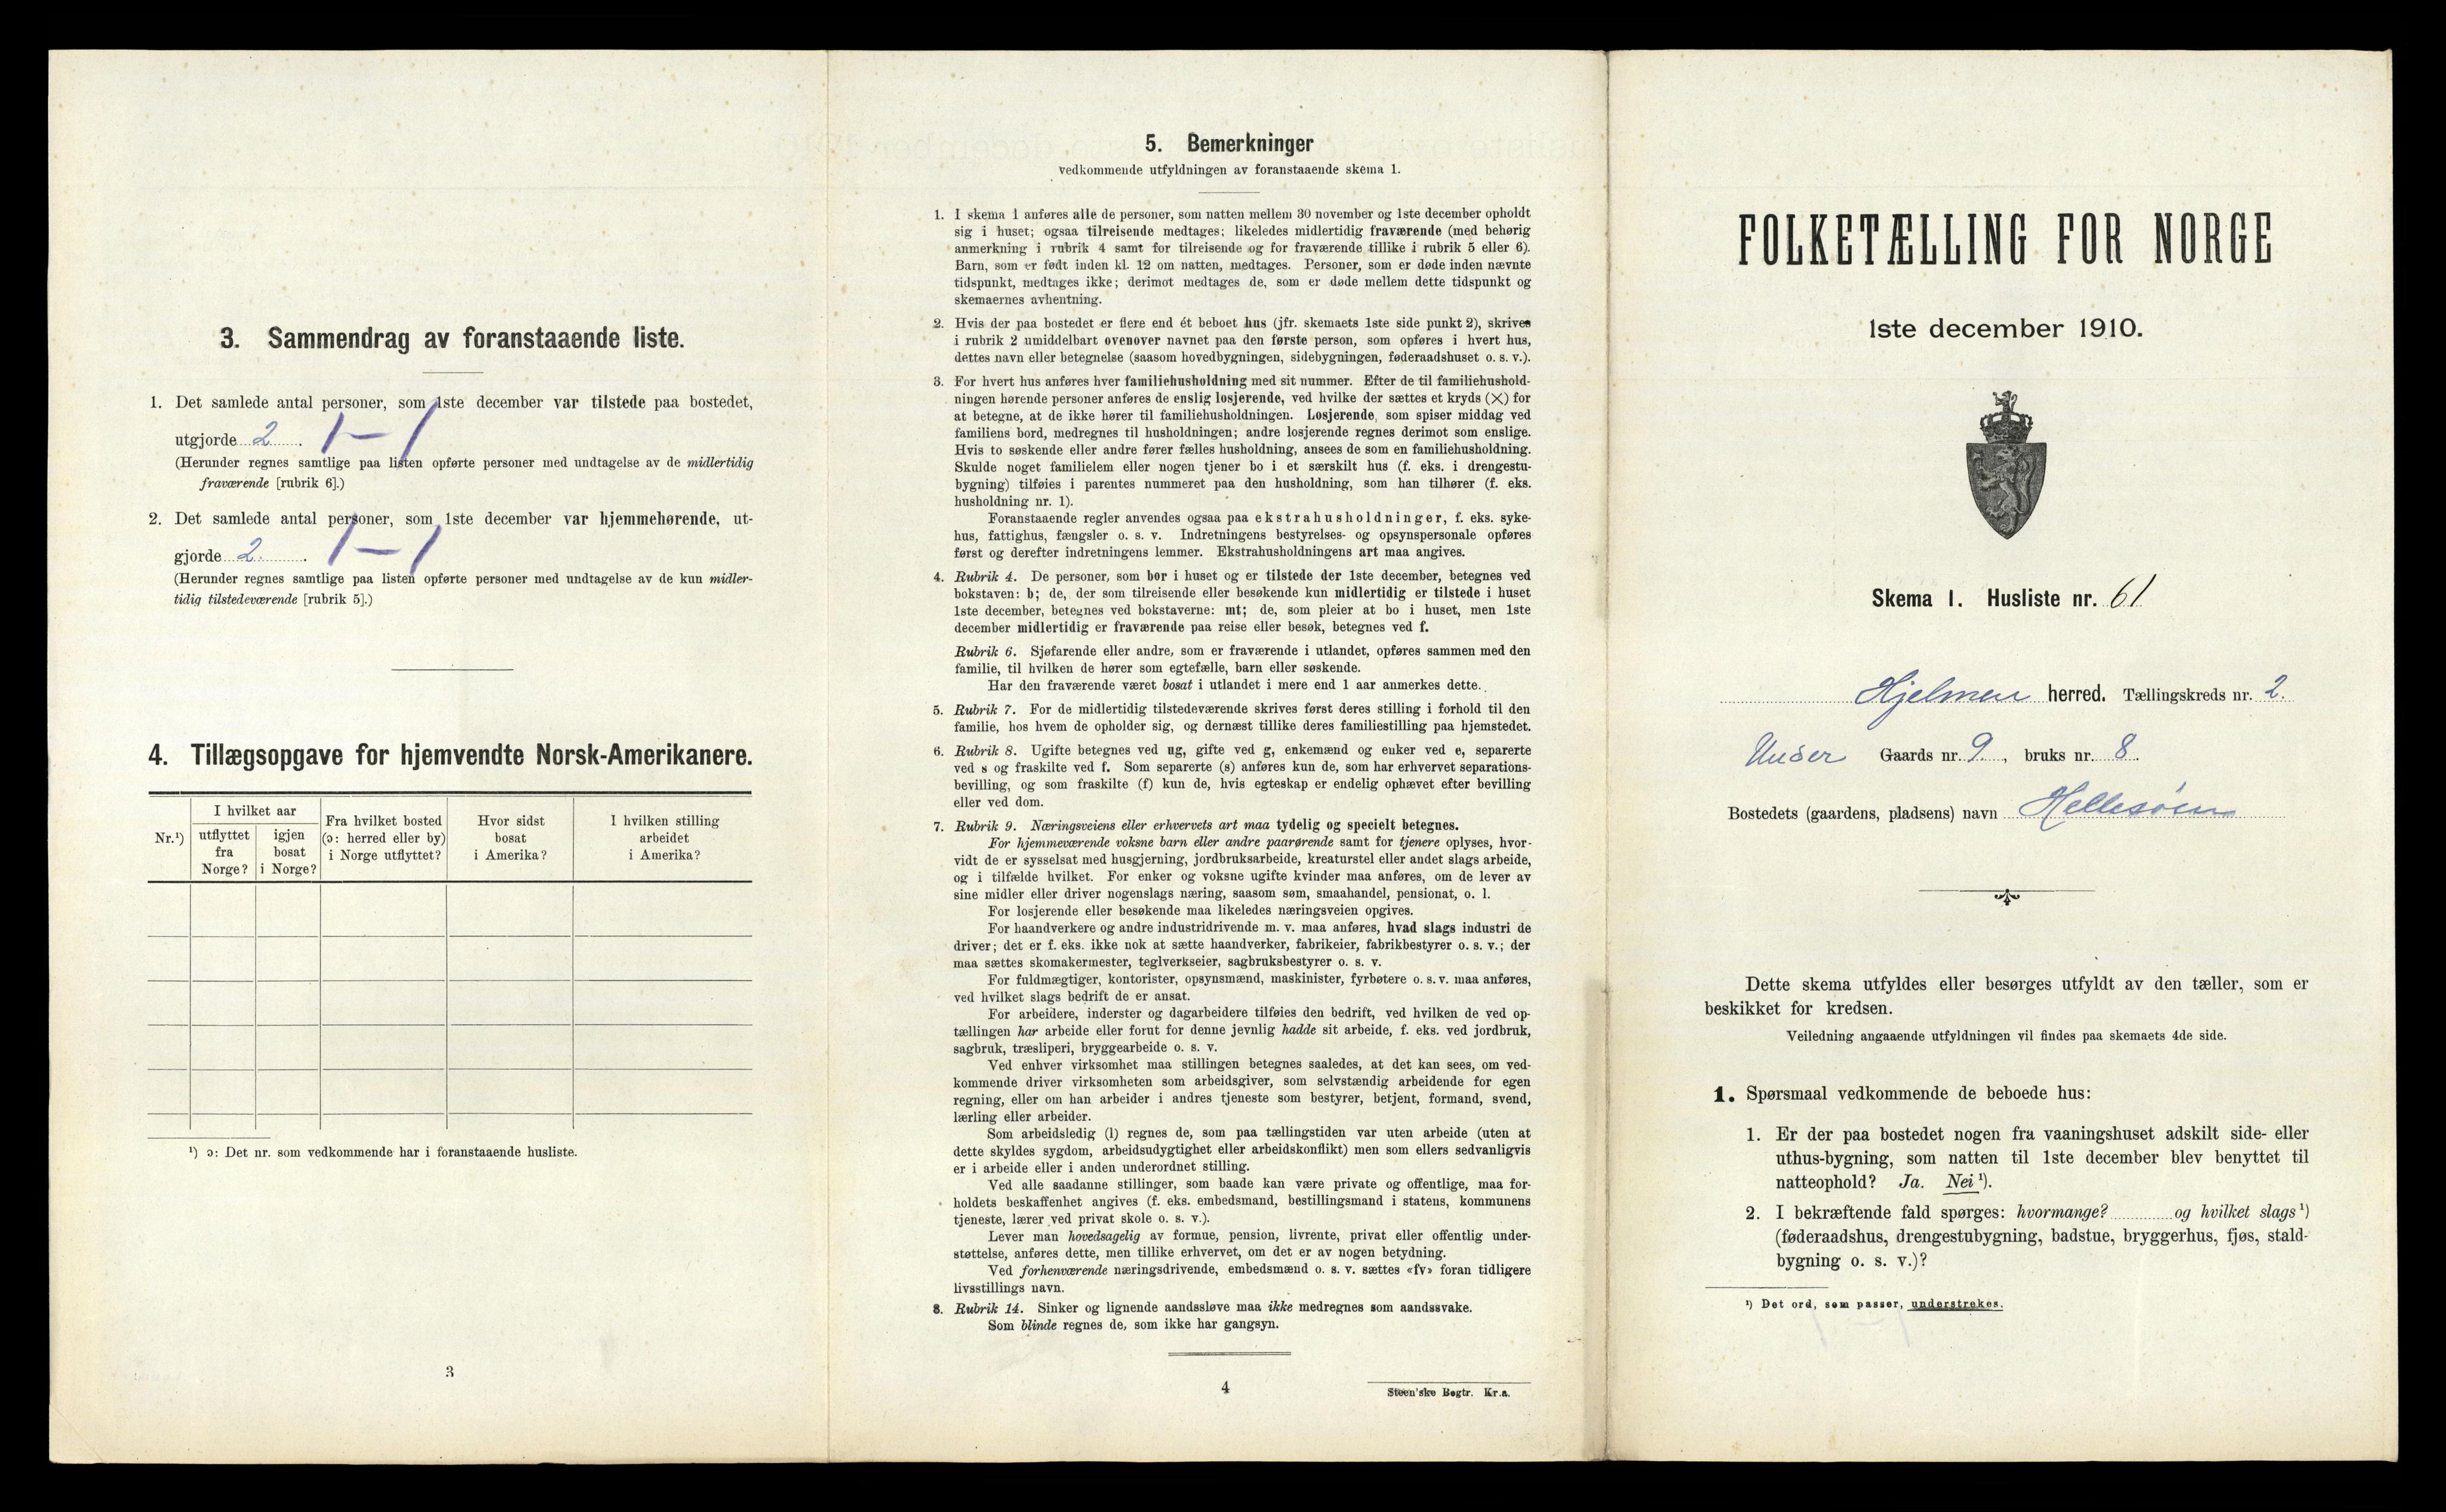 3. Sammendrag av foranstaaende liste.
1. Det samlede antal personer, som 1ste december var tilstede paa bostedet,
utgjorde 2. 1 — 1
(Herunder regnes samtlige paa listen opførte personer med undtagelse av de midlertidig
fraværende [rubrik 6].)
2. Det samlede antal personer, som 1ste december var hjemmehørende, ut-
gjorde 2. 1 — 1
(Herunder regnes samtlige paa listen opførte personer med undtagelse av de kun midler-
tidig tilstedeværende [rubrik 5].)
4. Tillægsopgave for hjemvendte Norsk-Amerikanere.
Nr.¹)
I hvilket aar
utflyttet
fra
Norge?
igjen
bosat
i Norge?
Fra hvilket bosted
(ɔ: herred eller by)
i Norge utflyttet?
Hvor sidst
bosat
i Amerika?
I hvilken stilling
arbeidet
i Amerika?
¹) ɔ: Det nr. som vedkommende har i foranstaaende husliste.
3
5. Bemerkninger
vedkommende utfyldningen av foranstaaende skema 1.
1. I skema 1 anføres alle de personer, som natten mellem 30 november og 1ste december opholdt
sig i huset; ogsaa tilreisende medtages; likeledes midlertidig fraværende (med behørig
anmerkning i rubrik 4 samt for tilreisende og for fraværende tillike i rubrik 5 eller 6).
Barn, som er født inden kl. 12 om natten, medtages. Personer, som er døde inden nævnte
tidspunkt, medtages ikke; derimot medtages de, som er døde mellem dette tidspunkt og
skemaernes avhentning.
2. Hvis der paa bostedet er flere end ét beboet hus (jfr. skemaets 1ste side punkt 2), skrives
i rubrik 2 umiddelbart ovenover navnet paa den første person, som opføres i hvert hus,
dettes navn eller betegnelse (saasom hovedbygningen, sidebygningen, føderaadshuset o. s. v.).
3. For hvert hus anføres hver familiehusholdning med sit nummer. Efter de til familiehushold-
ningen hørende personer anføres de enslig losjerende, ved hvilke der sættes et kryds (×) for
at betegne, at de ikke hører til familiehusholdningen. Losjerende, som spiser middag ved
familiens bord, medregnes til husholdningen; andre losjerende regnes derimot som enslige.
Hvis to søskende eller andre fører fælles husholdning, ansees de som en familiehusholdning.
Skulde noget familielem eller nogen tjener bo i et særskilt hus (f. eks. i drengestu-
bygning) tilføies i parentes nummeret paa den husholdning, som han tilhører (f. eks.
husholdning nr. 1).
Foranstaaende regler anvendes ogsaa paa ekstrahusholdninger, f. eks. syke-
hus, fattighus, fængsler o. s. v. Indretningens bestyrelses- og opsynspersonale opføres
først og derefter indretningens lemmer. Ekstrahusholdningens art maa angives.
4. Rubrik 4. De personer, som bor i huset og er tilstede der 1ste december, betegnes ved
bokstaven: b; de, der som tilreisende eller besøkende kun midlertidig er tilstede i huset
1ste december, betegnes ved bokstaverne: mt; de, som pleier at bo i huset, men 1ste
december midlertidig er fraværende paa reise eller besøk, betegnes ved f.
Rubrik 6. Sjøfarende eller andre, som er fraværende i utlandet, opføres sammen med den
familie, til hvilken de hører som egtefælle, barn eller søskende.
Har den fraværende været bosat i utlandet i mere end 1 aar anmerkes dette.
5. Rubrik 7. For de midlertidig tilstedeværende skrives først deres stilling i forhold til den
familie, hos hvem de opholder sig, og dernæst tillike deres familiestilling paa hjemstedet.
6. Rubrik 8. Ugifte betegnes ved ug, gifte ved g, enkemænd og enker ved e, separerte
ved s og fraskilte ved f. Som separerte (s) anføres kun de, som har erhvervet separations-
bevilling, og som fraskilte (f) kun de, hvis egteskap er endelig ophævet efter bevilling
eller ved dom.
7. Rubrik 9. Næringsveiens eller erhvervets art maa tydelig og specielt betegnes.
For hjemmeværende voksne barn eller andre paarørende samt for tjenere oplyses, hvor-
vidt de er sysselsat med husgjerning, jordbruksarbeide, kreaturstel eller andet slags arbeide,
og i tilfælde hvilket. For enker og voksne ugifte kvinder maa anføres, om de lever av
sine midler eller driver nogenslags næring, saasom søm, smaahandel, pensionat, o. l.
For losjerende eller besøkende maa likeledes næringsveien opgives.
For haandverkere og andre industridrivende m. v. maa anføres, hvad slags industri de
driver; det er f. eks. ikke nok at sætte haandverker, fabrikeier, fabrikbestyrer o. s. v.; der
maa sættes skomakermester, teglverkseier, sagbruksbestyrer o. s. v.
For fuldmægtiger, kontorister, opsynsmænd, maskinister, fyrbøtere o. s. v. maa anføres,
ved hvilket slags bedrift de er ansat.
For arbeidere, inderster og dagarbeidere tilføies den bedrift, ved hvilken de ved op-
tællingen har arbeide eller forut for denne jevnlig hadde sit arbeide, f. eks. ved jordbruk,
sagbruk, træsliperi, bryggearbeide o. s. v.
Ved enhver virksomhet maa stillingen betegnes saaledes, at det kan sees, om ved-
kommende driver virksomheten som arbeidsgiver, som selvstændig arbeidende for egen
regning, eller om han arbeider i andres tjeneste som bestyrer, betjent, formand, svend,
lærling eller arbeider.
Som arbeidsledig (l) regnes de, som paa tællingstiden var uten arbeide (uten at
dette skyldes sygdom, arbeidsudygtighet eller arbeidskonflikt) men som ellers sedvanligvis
er i arbeide eller i anden underordnet stilling.
Ved alle saadanne stillinger, som baade kan være private og offentlige, maa for-
holdets beskaffenhet angives (f. eks. embedsmand, bestillingsmand i statens, kommunens
tjeneste, lærer ved privat skole o. s. v.).
Lever man hovedsagelig av formue, pension, livrente, privat eller offentlig under-
støttelse, anføres dette, men tillike erhvervet, om det er av nogen betydning.
Ved forhenværende næringsdrivende, embedsmænd o. s. v. sættes «fv» foran tidligere
livsstillings navn.
8. Rubrik 14. Sinker og lignende aandssløve maa ikke medregnes som aandssvake.
Som blinde regnes de, som ikke har gangsyn.
4
Steen'ske Bogtr. Kr.a.
FOLKETÆLLING FOR NORGE
1ste december 1910.
Skema 1. Husliste nr. 61
Hjelmen herred. Tællingskreds nr. 2.
Under Gaards nr. 9., bruks nr. 8.
Bostedets (gaardens, pladsens) navn Hellesöen
Dette skema utfyldes eller besørges utfyldt av den tæller, som er
beskikket for kredsen.
Veiledning angaaende utfyldningen vil findes paa skemaets 4de side.
1. Spørsmaal vedkommende de beboede hus:
1. Er der paa bostedet nogen fra vaaningshuset adskilt side- eller
uthus-bygning, som natten til 1ste december blev benyttet til
natteophold? Ja. Nei ¹).
2. I bekræftende fald spørges: hvormange? og hvilket slags ¹)
(føderaadshus, drengestubygning, badstue, bryggerhus, fjøs, stald-
bygning o. s. v.)?
¹) Det ord, som passer, understrekes.